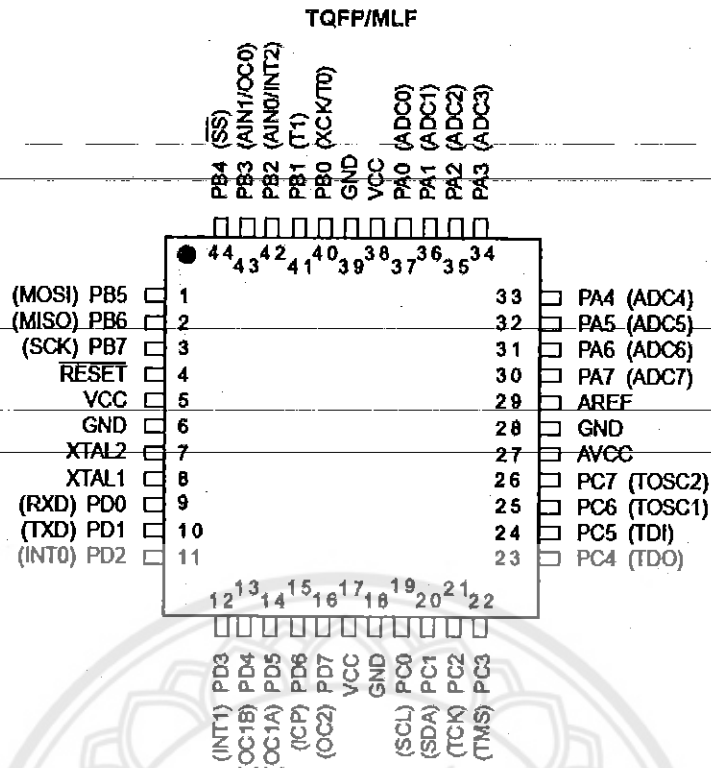 TQFP/MLF
PB4 (SS)
PB3 (AIN1/OC0)
PB2 (AIN0/INT2)
PB1 (T1)
PB0 (XCK/T0)
GND
VCC
PA0 (ADC0)
PA1 (ADC1)
PA2 (ADC2)
PA3 (ADC3)
44 43 42 41 40 39 38 37 36 35 34
(MOSI) PB5 1
(MISO) PB6 2
(SCK) PB7 3
RESET 4
VCC 5
GND 6
XTAL2 7
XTAL1 8
(RXD) PD0 9
(TXD) PD1 10
(INT0) PD2 11
33 PA4 (ADC4)
32 PA5 (ADC5)
31 PA6 (ADC6)
30 PA7 (ADC7)
29 AREF
28 GND
27 AVCC
26 PC7 (TOSC2)
25 PC6 (TOSC1)
24 PC5 (TDI)
23 PC4 (TDO)
12 13 14 15 16 17 18 19 20 21 22
(INT1) PD3
(OC1B) PD4
(OC1A) PD5
(ICP) PD6
(OC2) PD7
VCC
GND
(SCL) PC0
(SDA) PC1
(TCK) PC2
(TMS) PC3